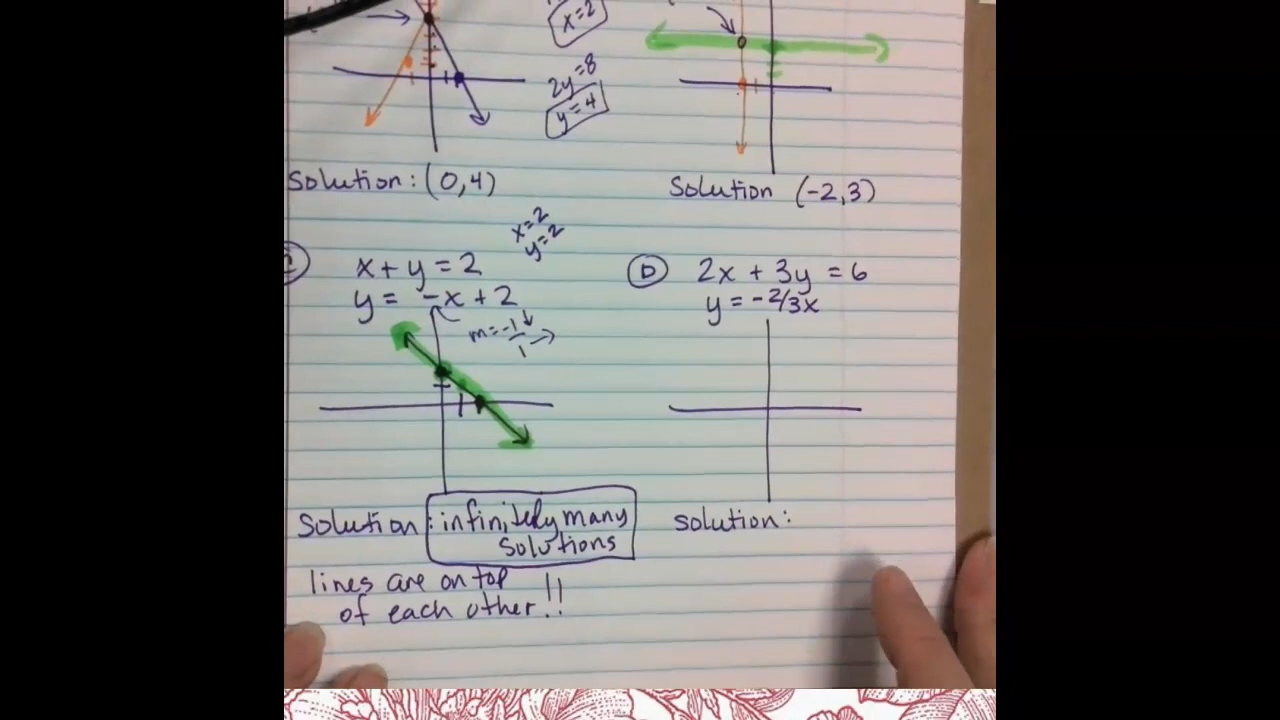 x=2
2y=8
y=4
Solution: (0,4)
Solution (-2,3)
x=2
y=2
x+y=2
y= -x+2
m=-1
1
D
2x + 3y = 6
y = -2/3x
Solution: infinitely many
Solutions
lines are on top
of each other!!
solution: